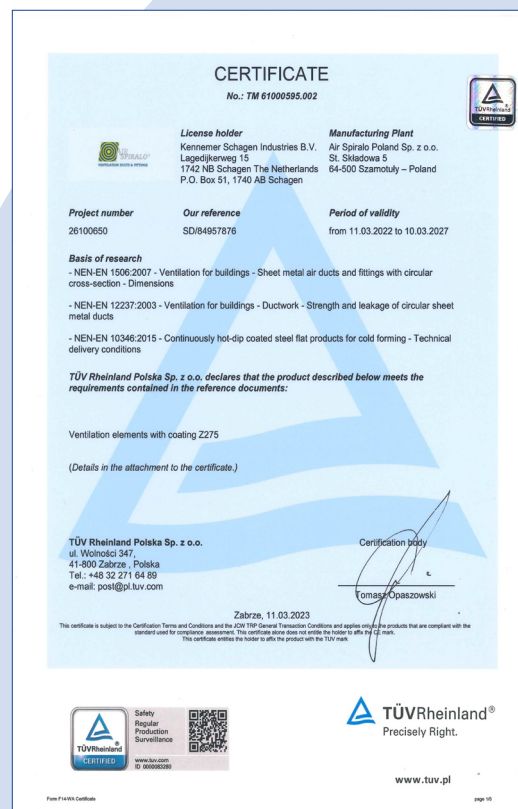 CERTIFICATE
No.: TM 61000595.002
TÜVRheinland
CERTIFIED
AIR
SPIRALO®
VENTILATION DUCTS & FITTINGS
License holder
Kennemer Schagen Industries B.V.
Lagedijkerweg 15
1742 NB Schagen The Netherlands
P.O. Box 51, 1740 AB Schagen
Manufacturing Plant
Air Spiralo Poland Sp. z o.o.
St. Składowa 5
64-500 Szamotuły – Poland
Project number
26100650
Our reference
SD/84957876
Period of validity
from 11.03.2022 to 10.03.2027
Basis of research
- NEN-EN 1506:2007 - Ventilation for buildings - Sheet metal air ducts and fittings with circular
cross-section - Dimensions
- NEN-EN 12237:2003 - Ventilation for buildings - Ductwork - Strength and leakage of circular sheet
metal ducts
- NEN-EN 10346:2015 - Continuously hot-dip coated steel flat products for cold forming - Technical
delivery conditions
TÜV Rheinland Polska Sp. z o.o. declares that the product described below meets the
requirements contained in the reference documents:
Ventilation elements with coating Z275
(Details in the attachment to the certificate.)
TÜV Rheinland Polska Sp. z o.o.
ul. Wolności 347,
41-800 Zabrze , Polska
Tel.: +48 32 271 64 89
e-mail: post@pl.tuv.com
Certification body
Tomasz Opaszowski
Zabrze, 11.03.2023
This certificate is subject to the Certification Terms and Conditions and the JCW TRP General Transaction Conditions and applies only to the products that are compliant with the
standard used for compliance assessment. This certificate alone does not entitle the holder to affix the CE mark.
This certificate entitles the holder to affix the product with the TUV mark
TÜVRheinland
CERTIFIED
Safety
Regular
Production
Surveillance
www.tuv.com
ID 0000083280
TÜVRheinland®
Precisely Right.
www.tuv.pl
Form F14-WA Certificate
page 1/5